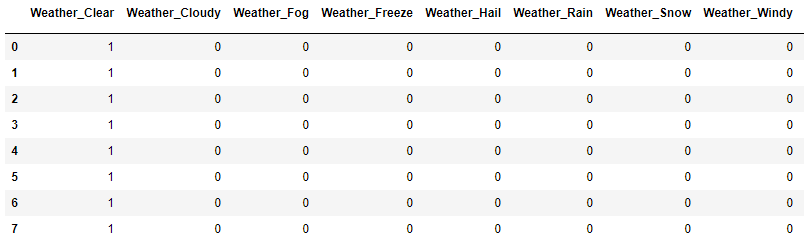 Weather_Clear Weather_Cloudy Weather_Fog Weather_Freeze Weather_Hail Weather_Rain Weather_Snow Weather_Windy
0 1 0 0 0 0 0 0 0
1 1 0 0 0 0 0 0 0
2 1 0 0 0 0 0 0 0
3 1 0 0 0 0 0 0 0
4 1 0 0 0 0 0 0 0
5 1 0 0 0 0 0 0 0
6 1 0 0 0 0 0 0 0
7 1 0 0 0 0 0 0 0